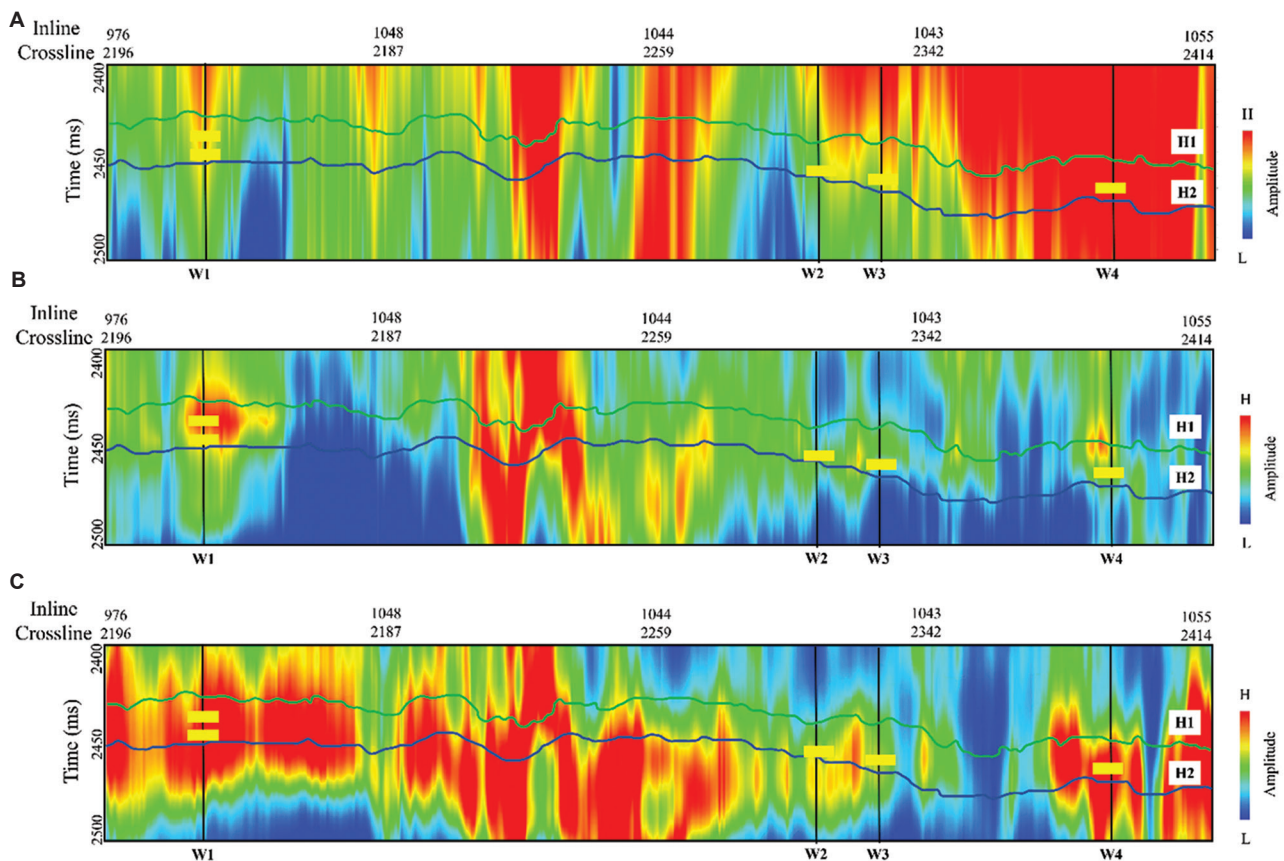 A
Inline 976 1048 1044 1043 1055
Crossline 2196 2187 2259 2342 2414
Time (ms)
2400
2450
2500
H1
H2
II
Amplitude
L
W1 W2 W3 W4
B
Inline 976 1048 1044 1043 1055
Crossline 2196 2187 2259 2342 2414
Time (ms)
2400
2450
2500
H1
H2
H
Amplitude
L
W1 W2 W3 W4
C
Inline 976 1048 1044 1043 1055
Crossline 2196 2187 2259 2342 2414
Time (ms)
2400
2450
2500
H1
H2
H
Amplitude
L
W1 W2 W3 W4